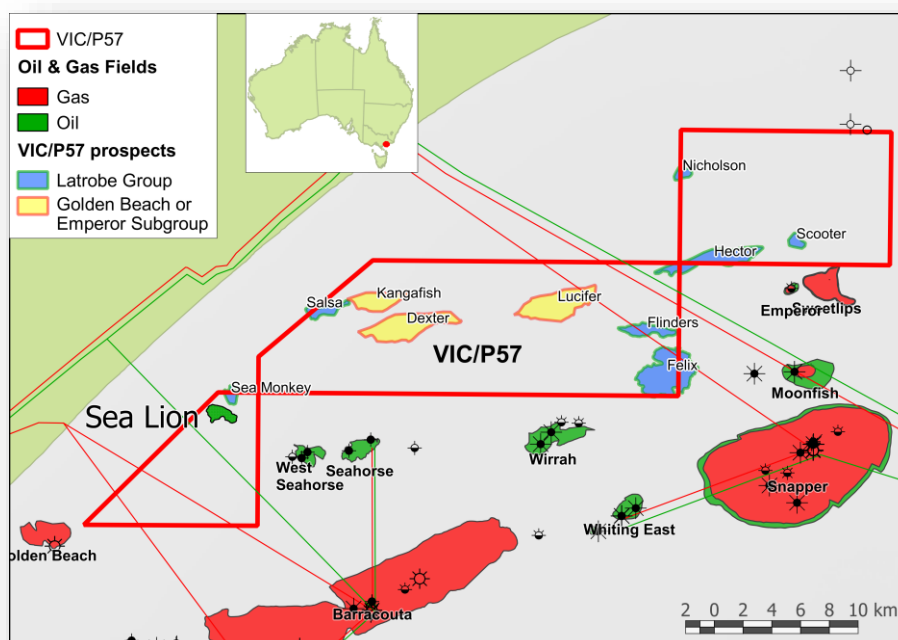 VIC/P57
Oil & Gas Fields
Gas
Oil
VIC/P57 prospects
Latrobe Group
Golden Beach or
Emperor Subgroup
Nicholson
Scooter
Hector
Emperor
Sweetlips
Salsa
Kangafish
Dexter
Lucifer
Flinders
VIC/P57
Felix
Moonfish
Sea Monkey
Sea Lion
West
Seahorse
Seahorse
Wirrah
Snapper
Whiting East
olden Beach
Barracouta
2 0 2 4 6 8 10 km